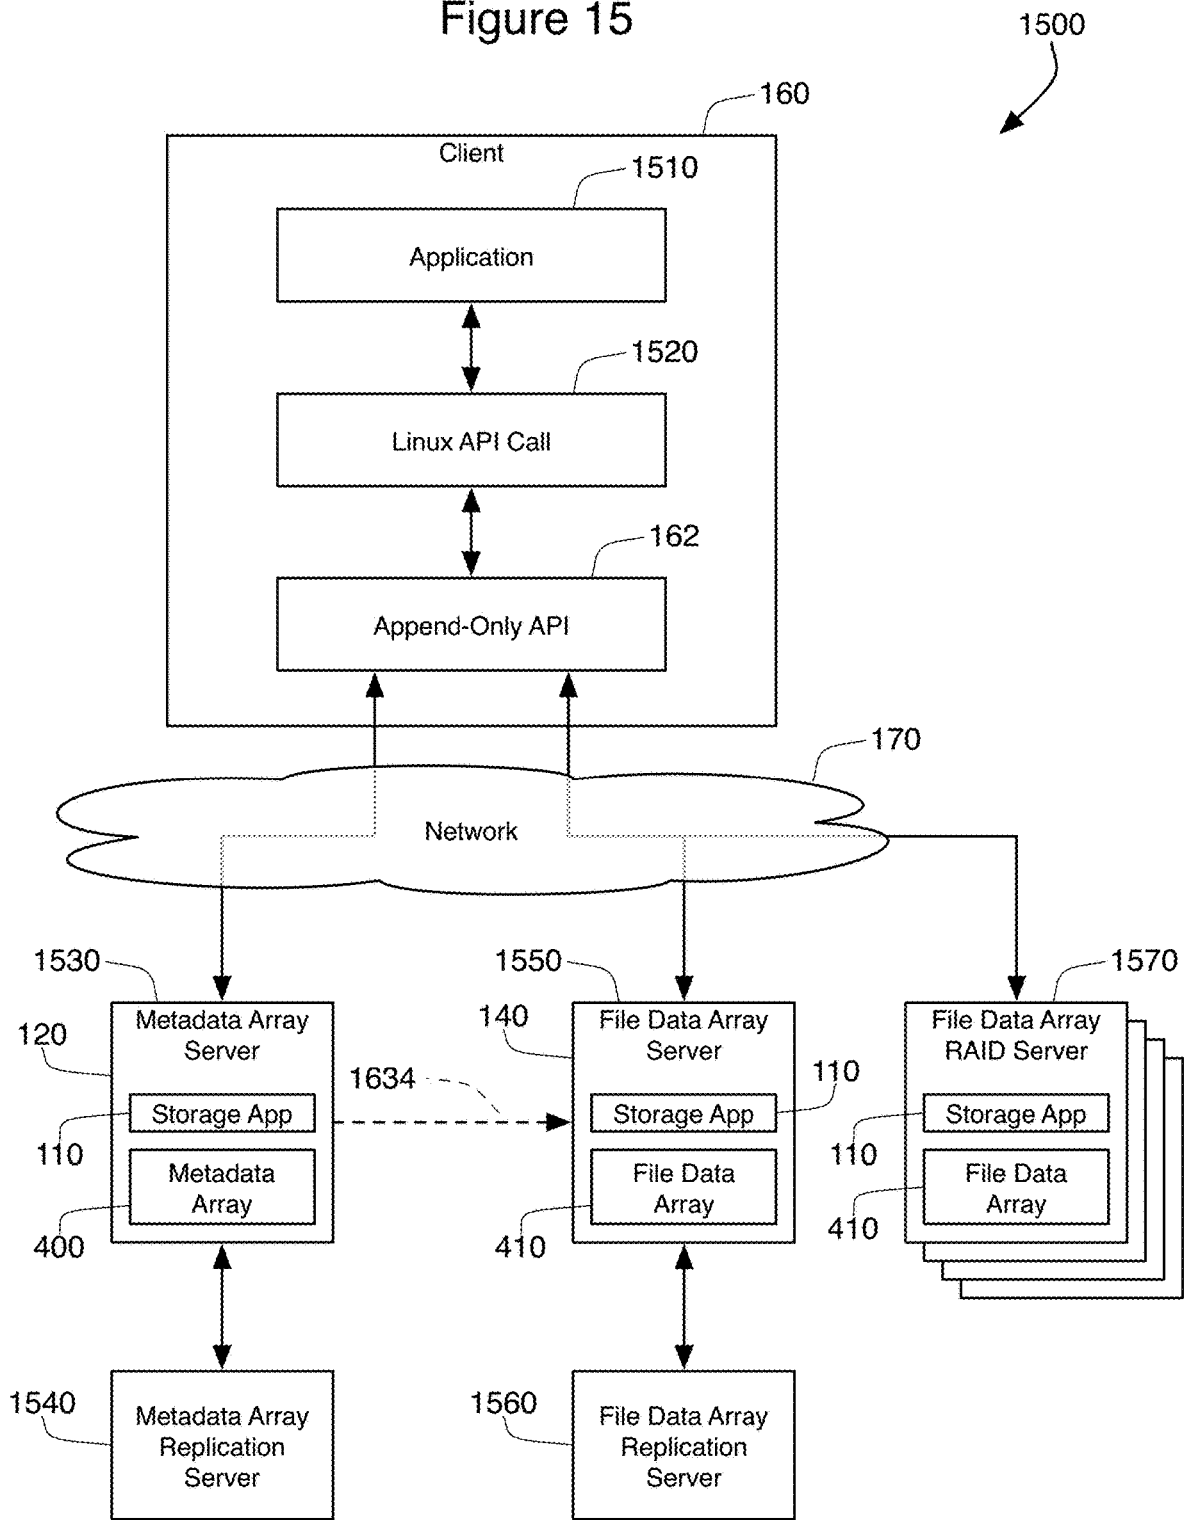 Figure 15
1500
160
Client
1510
Application
1520
Linux API Call
162
Append-Only API
170
Network
1530
1550
1570
120
Metadata Array
Server
140
File Data Array
Server
File Data Array
RAID Server
1634
110
Storage App
Storage App
Storage App
110
110
Metadata
Array
File Data
Array
File Data
Array
400
410
410
1540
Metadata Array
Replication
Server
1560
File Data Array
Replication
Server